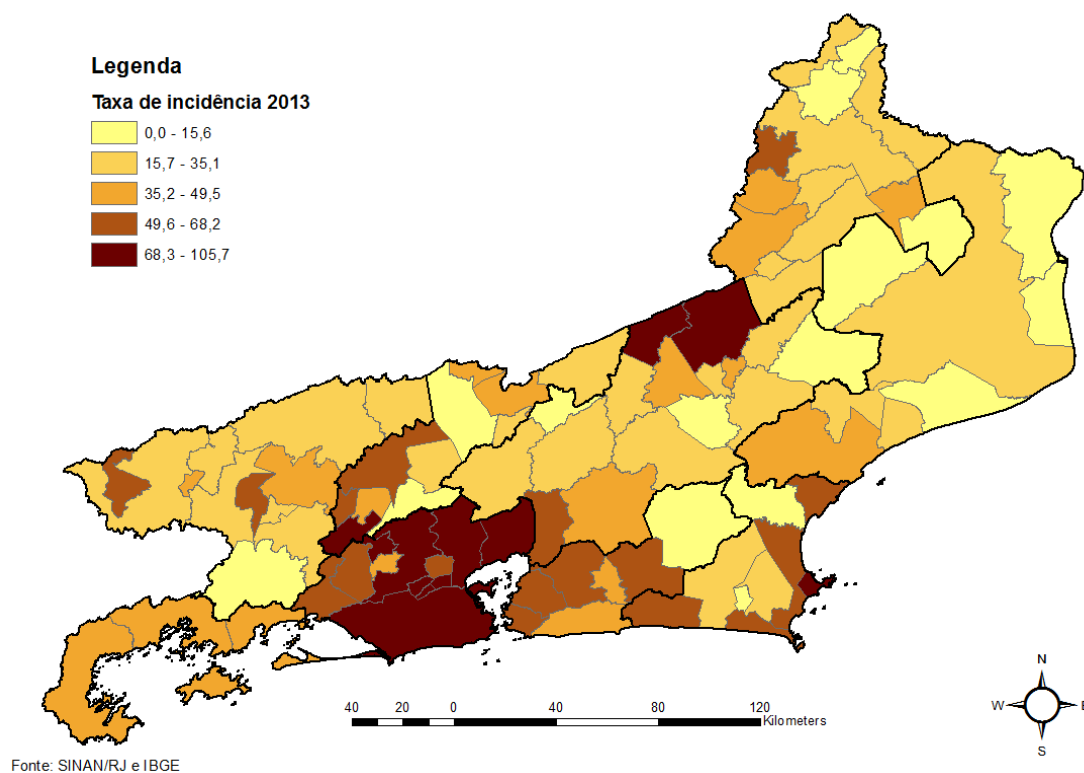 Legenda
Taxa de incidência 2013
0,0 - 15,6
15,7 - 35,1
35,2 - 49,5
49,6 - 68,2
68,3 - 105,7
N
W E
S
40 20 0 40 80 120
Kilometers
Fonte: SINAN/RJ e IBGE